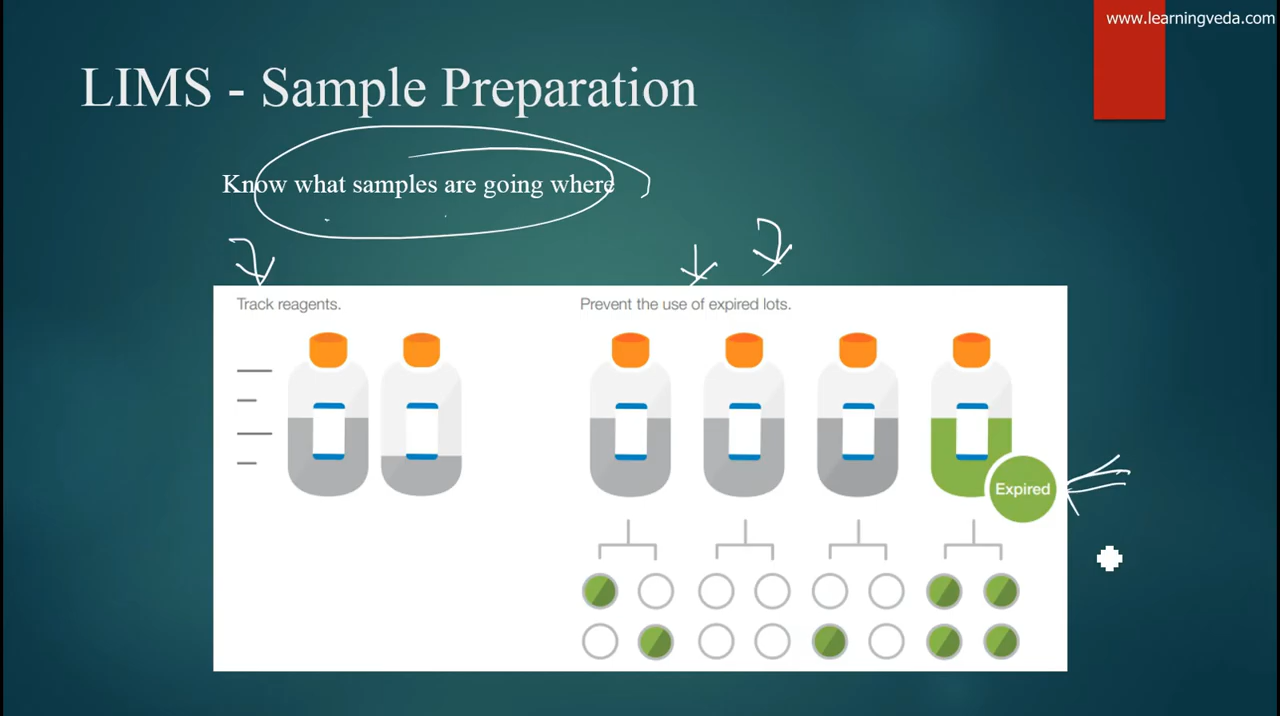 www.learningveda.com
LIMS - Sample Preparation
Know what samples are going where
Track reagents.
Prevent the use of expired lots.
Expired